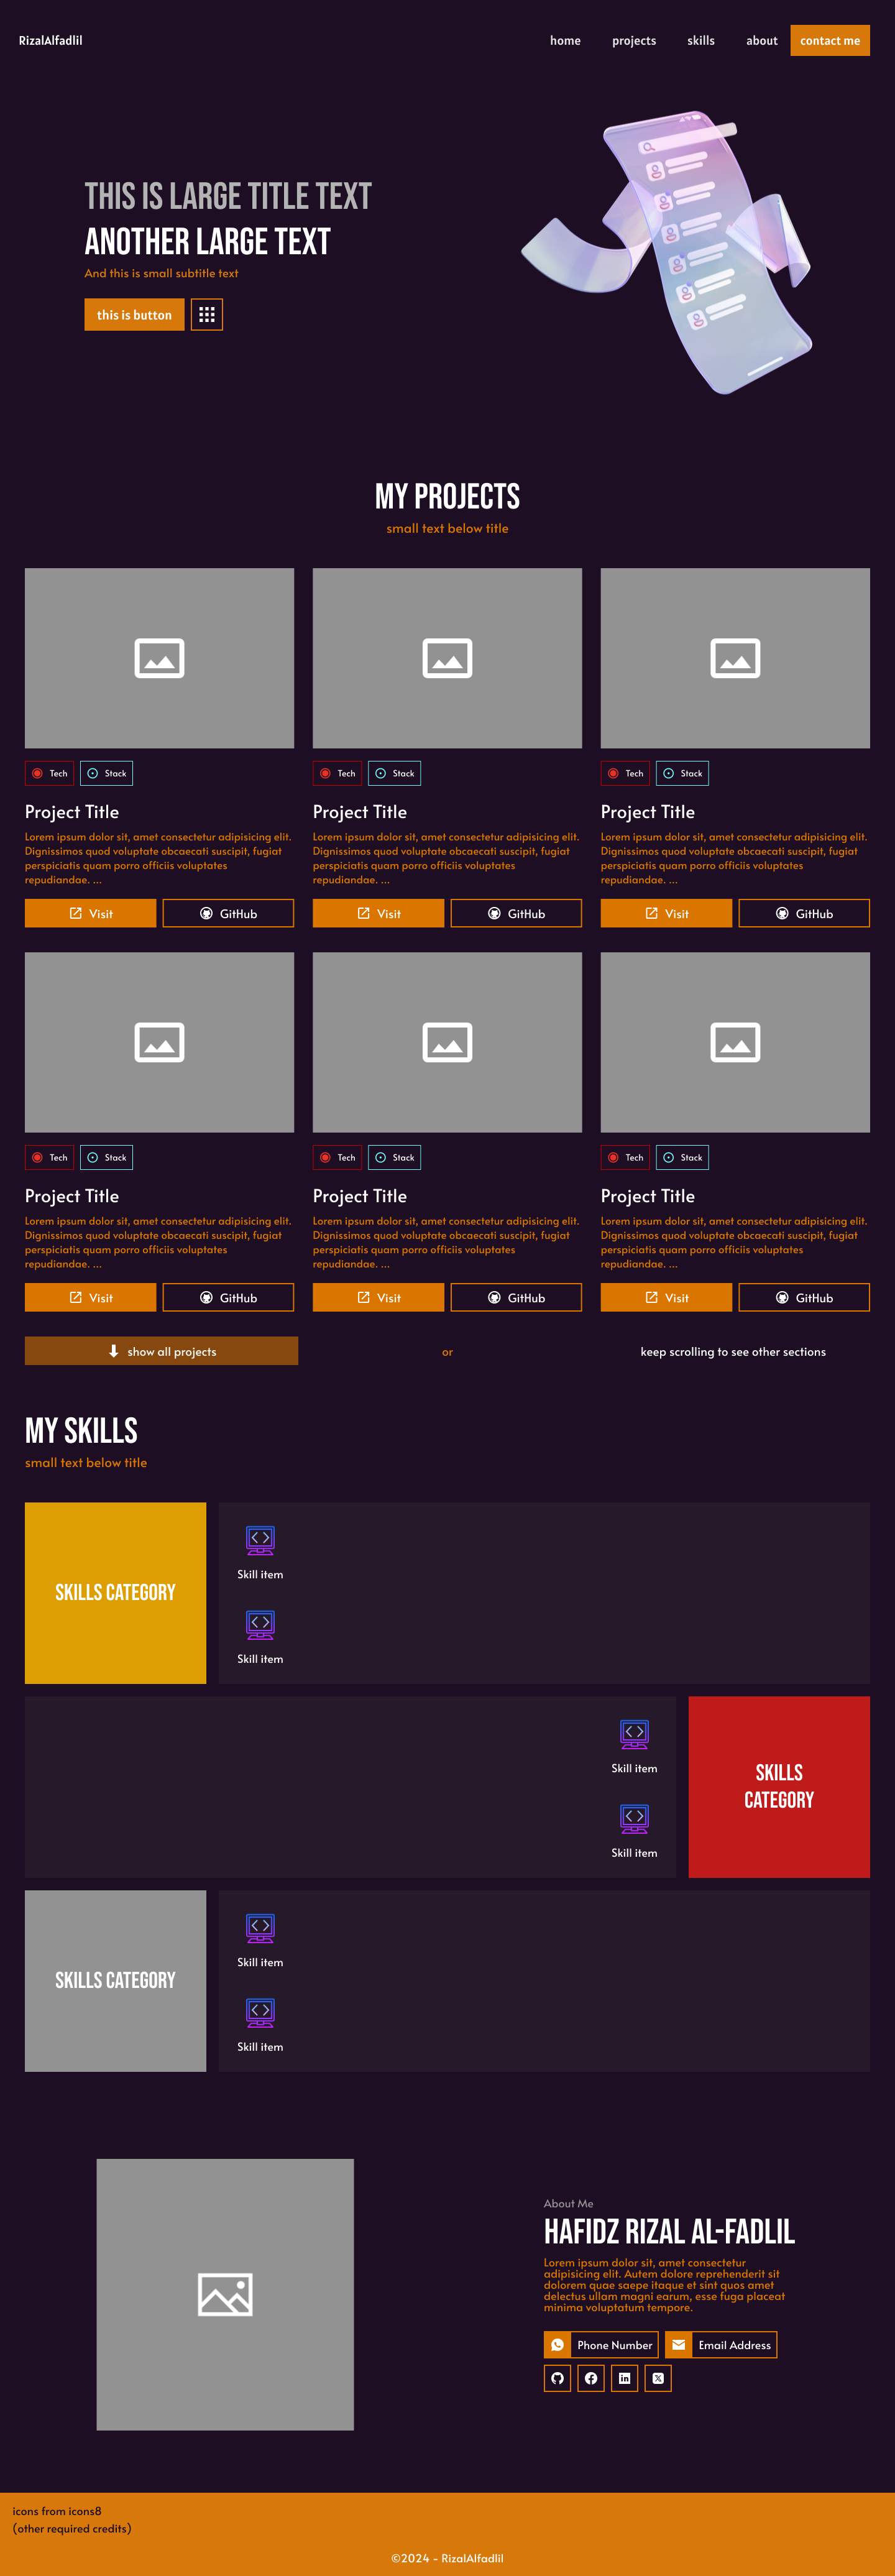 RizalAlfadlil
home
projects
skills
about
contact me
THIS IS LARGE TITLE TEXT
ANOTHER LARGE TEXT
And this is small subtitle text
this is button
MY PROJECTS
small text below title
Tech
Stack
Project Title
Lorem ipsum dolor sit, amet consectetur adipisicing elit.
Dignissimos quod voluptate obcaecati suscipit, fugiat
perspiciatis quam porro officiis voluptates
repudiandae. ...
Visit
GitHub
Tech
Stack
Project Title
Lorem ipsum dolor sit, amet consectetur adipisicing elit.
Dignissimos quod voluptate obcaecati suscipit, fugiat
perspiciatis quam porro officiis voluptates
repudiandae. ...
Visit
GitHub
Tech
Stack
Project Title
Lorem ipsum dolor sit, amet consectetur adipisicing elit.
Dignissimos quod voluptate obcaecati suscipit, fugiat
perspiciatis quam porro officiis voluptates
repudiandae. ...
Visit
GitHub
Tech
Stack
Project Title
Lorem ipsum dolor sit, amet consectetur adipisicing elit.
Dignissimos quod voluptate obcaecati suscipit, fugiat
perspiciatis quam porro officiis voluptates
repudiandae. ...
Visit
GitHub
Tech
Stack
Project Title
Lorem ipsum dolor sit, amet consectetur adipisicing elit.
Dignissimos quod voluptate obcaecati suscipit, fugiat
perspiciatis quam porro officiis voluptates
repudiandae. ...
Visit
GitHub
Tech
Stack
Project Title
Lorem ipsum dolor sit, amet consectetur adipisicing elit.
Dignissimos quod voluptate obcaecati suscipit, fugiat
perspiciatis quam porro officiis voluptates
repudiandae. ...
Visit
GitHub
show all projects
or
keep scrolling to see other sections
MY SKILLS
small text below title
SKILLS CATEGORY
Skill item
Skill item
Skill item
Skill item
SKILLS
CATEGORY
SKILLS CATEGORY
Skill item
Skill item
About Me
HAFIDZ RIZAL AL-FADLIL
Lorem ipsum dolor sit, amet consectetur
adipisicing elit. Autem dolore reprehenderit sit
dolorem quae saepe itaque et sint quos amet
delectus ullam magni earum, esse fuga placeat
minima voluptatum tempore.
Phone Number
Email Address
icons from icons8
(other required credits)
©2024 - RizalAlfadlil